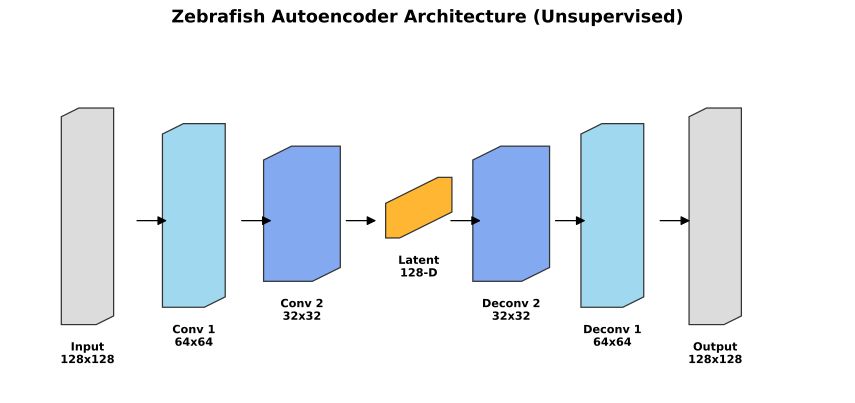 Zebrafish Autoencoder Architecture (Unsupervised)
Input
128x128
Conv 1
64x64
Conv 2
32x32
Latent
128-D
Deconv 2
32x32
Deconv 1
64x64
Output
128x128